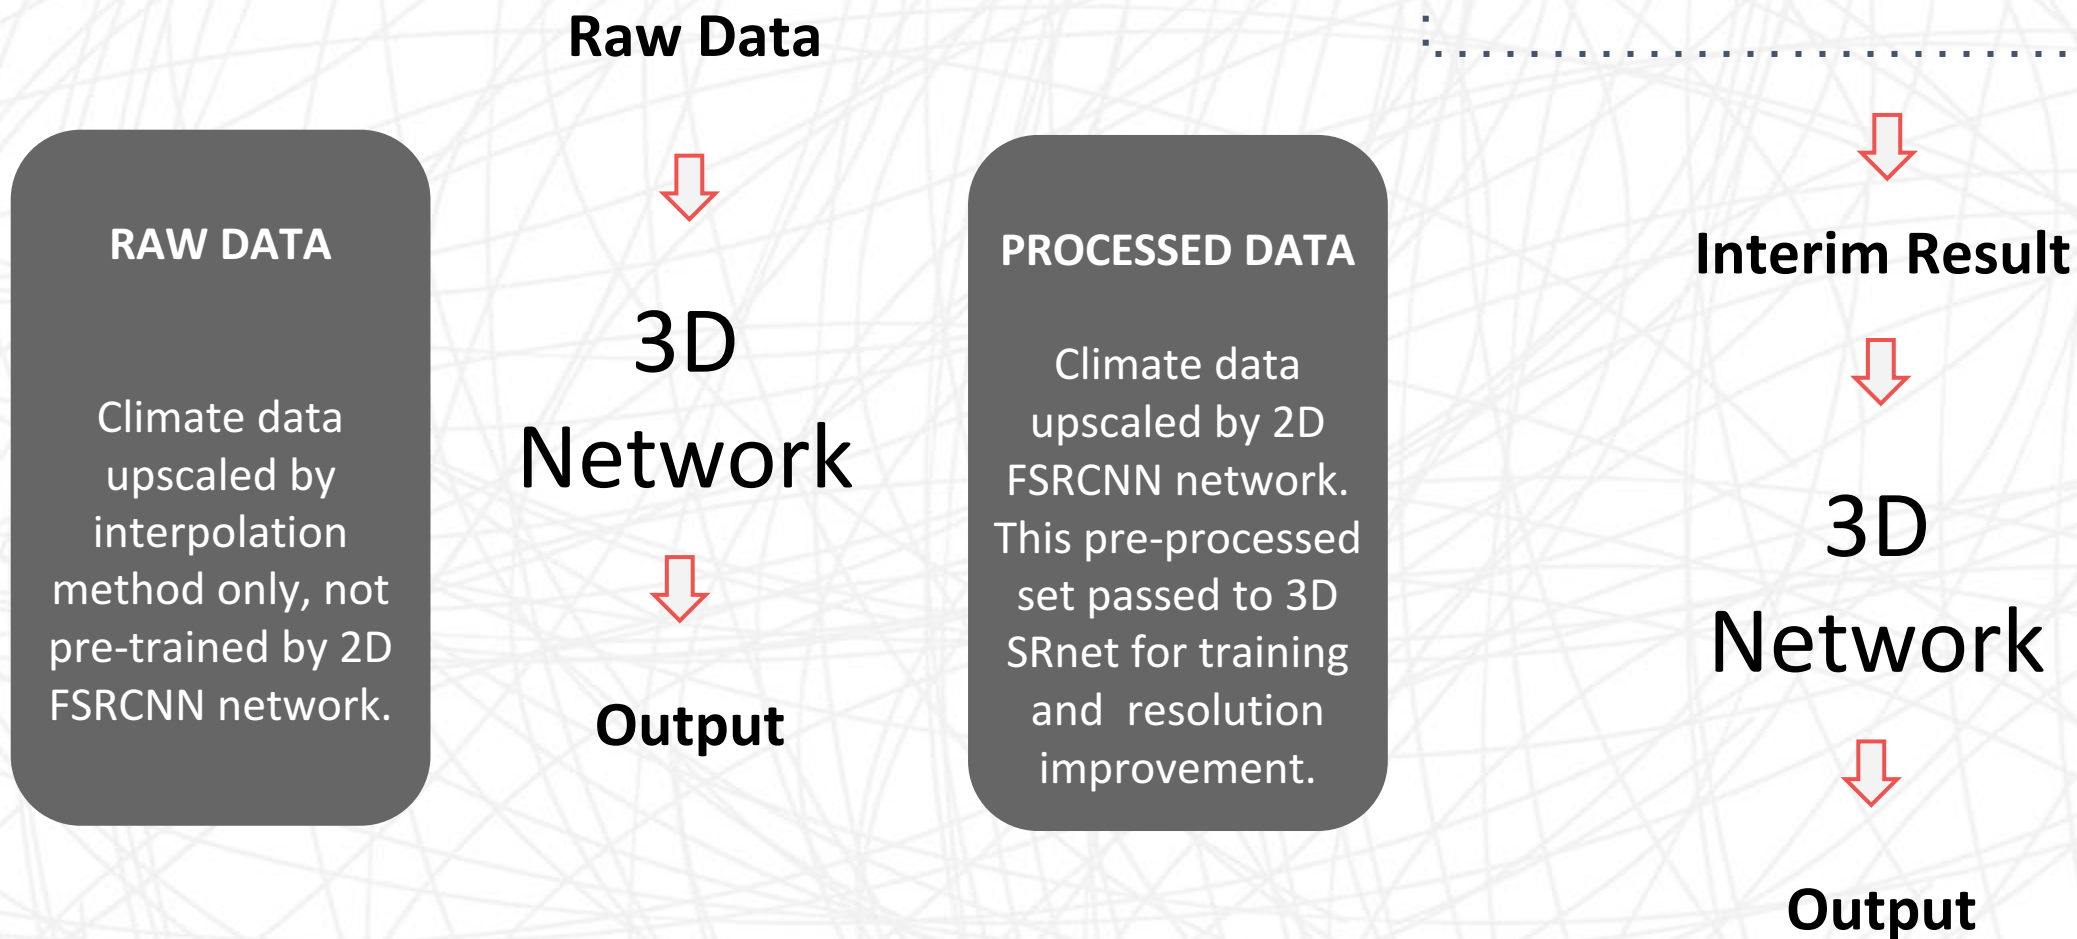 Raw Data
RAW DATA
Climate data
upscaled by
interpolation
method only, not
pre-trained by 2D
FSRCNN network.
3D
Network
Output
PROCESSED DATA
Climate data
upscaled by 2D
FSRCNN network.
This pre-processed
set passed to 3D
SRnet for training
and resolution
improvement.
Interim Result
3D
Network
Output